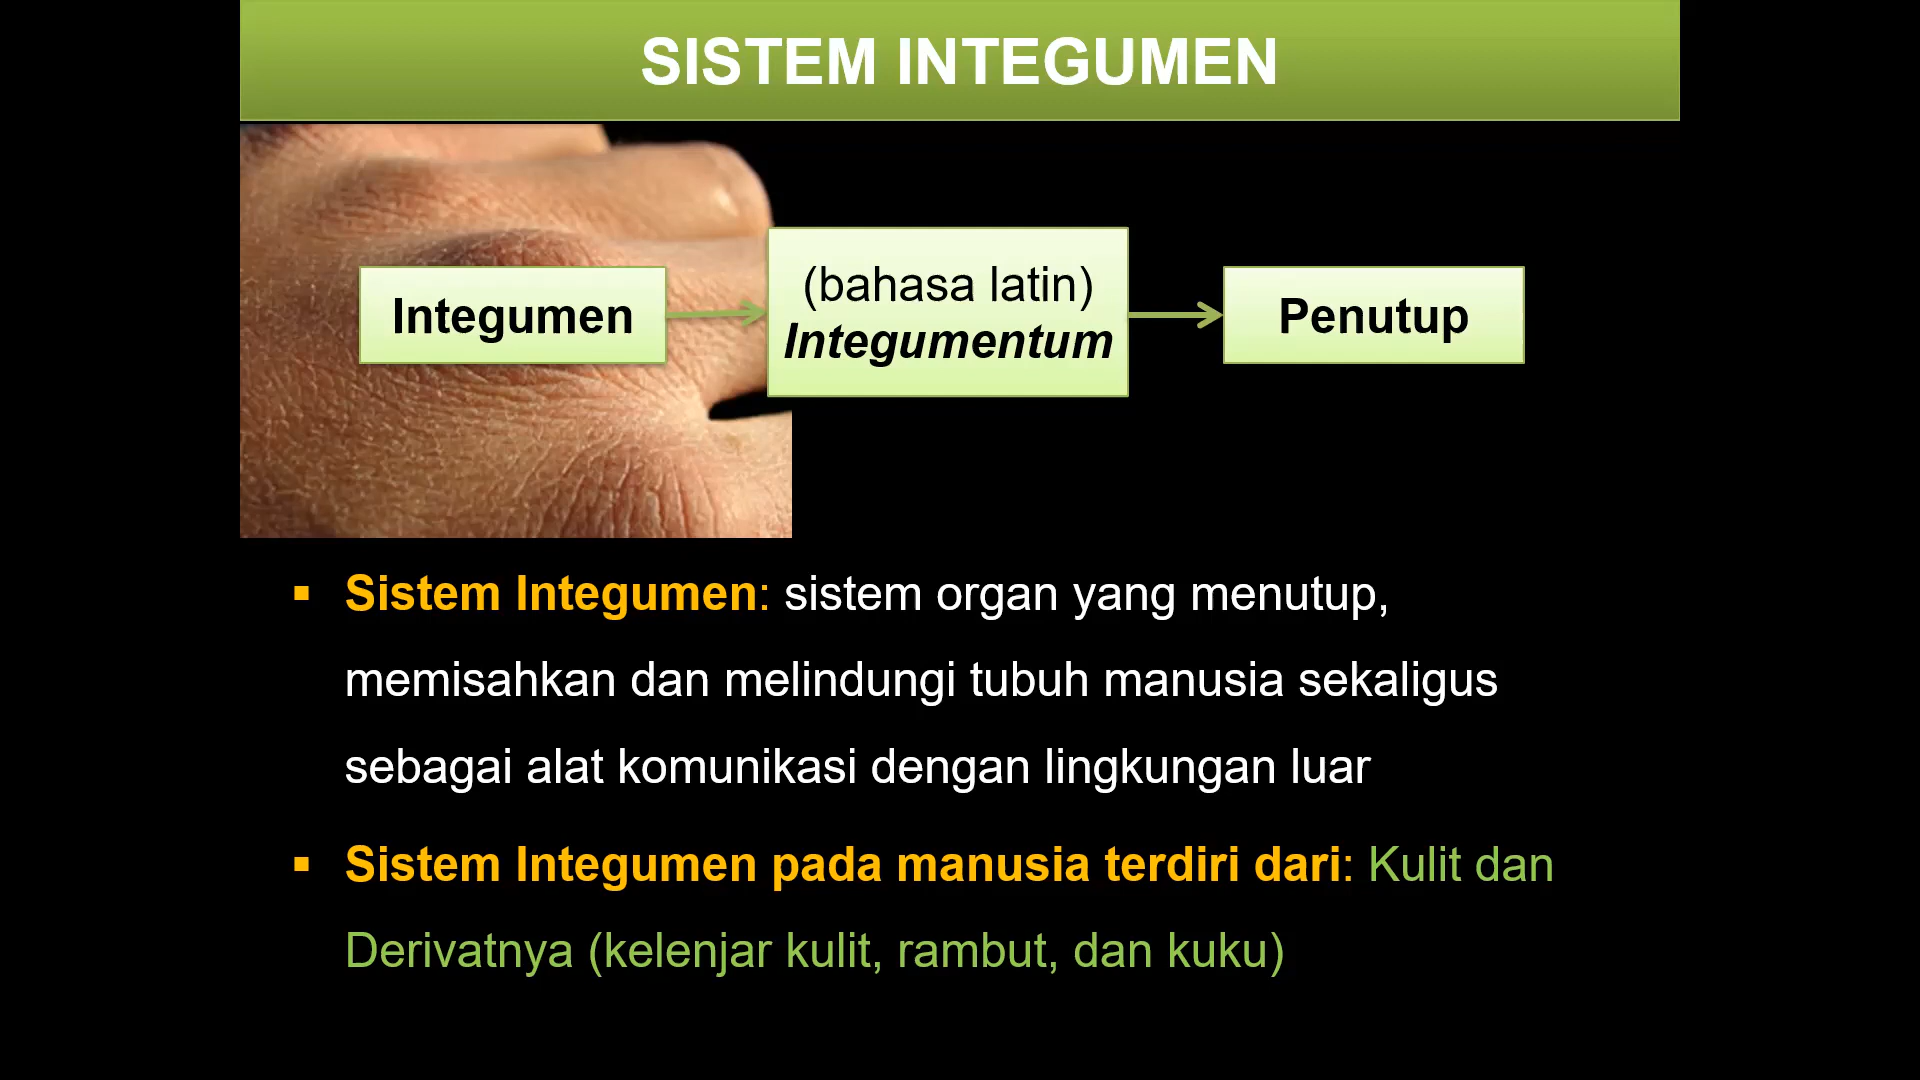 SISTEM INTEGUMEN
Integumen
(bahasa latin)
Integumentum
Penutup
Sistem Integumen: sistem organ yang menutup,
memisahkan dan melindungi tubuh manusia sekaligus
sebagai alat komunikasi dengan lingkungan luar
Sistem Integumen pada manusia terdiri dari: Kulit dan
Derivatnya (kelenjar kulit, rambut, dan kuku)